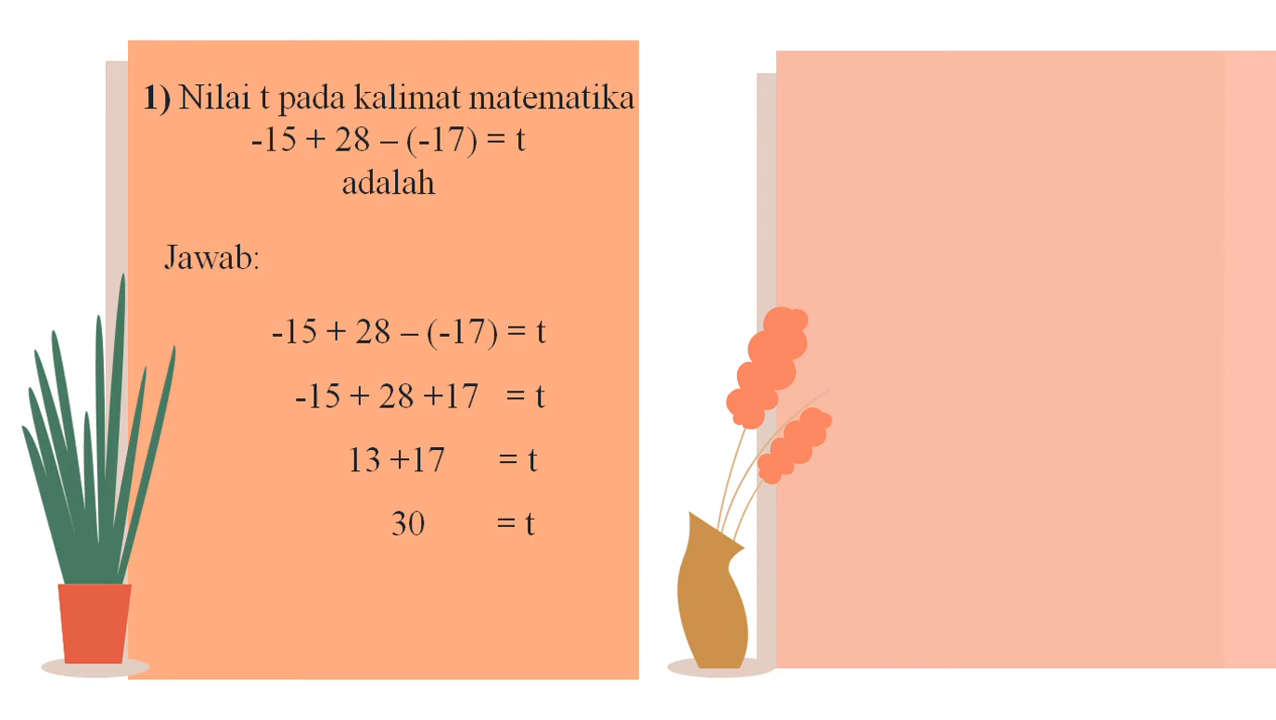 1) Nilai t pada kalimat matematika
-15 + 28 – (-17) = t
adalah
Jawab:
-15 + 28 – (-17) = t
-15 + 28 +17 = t
13 +17 = t
30 = t